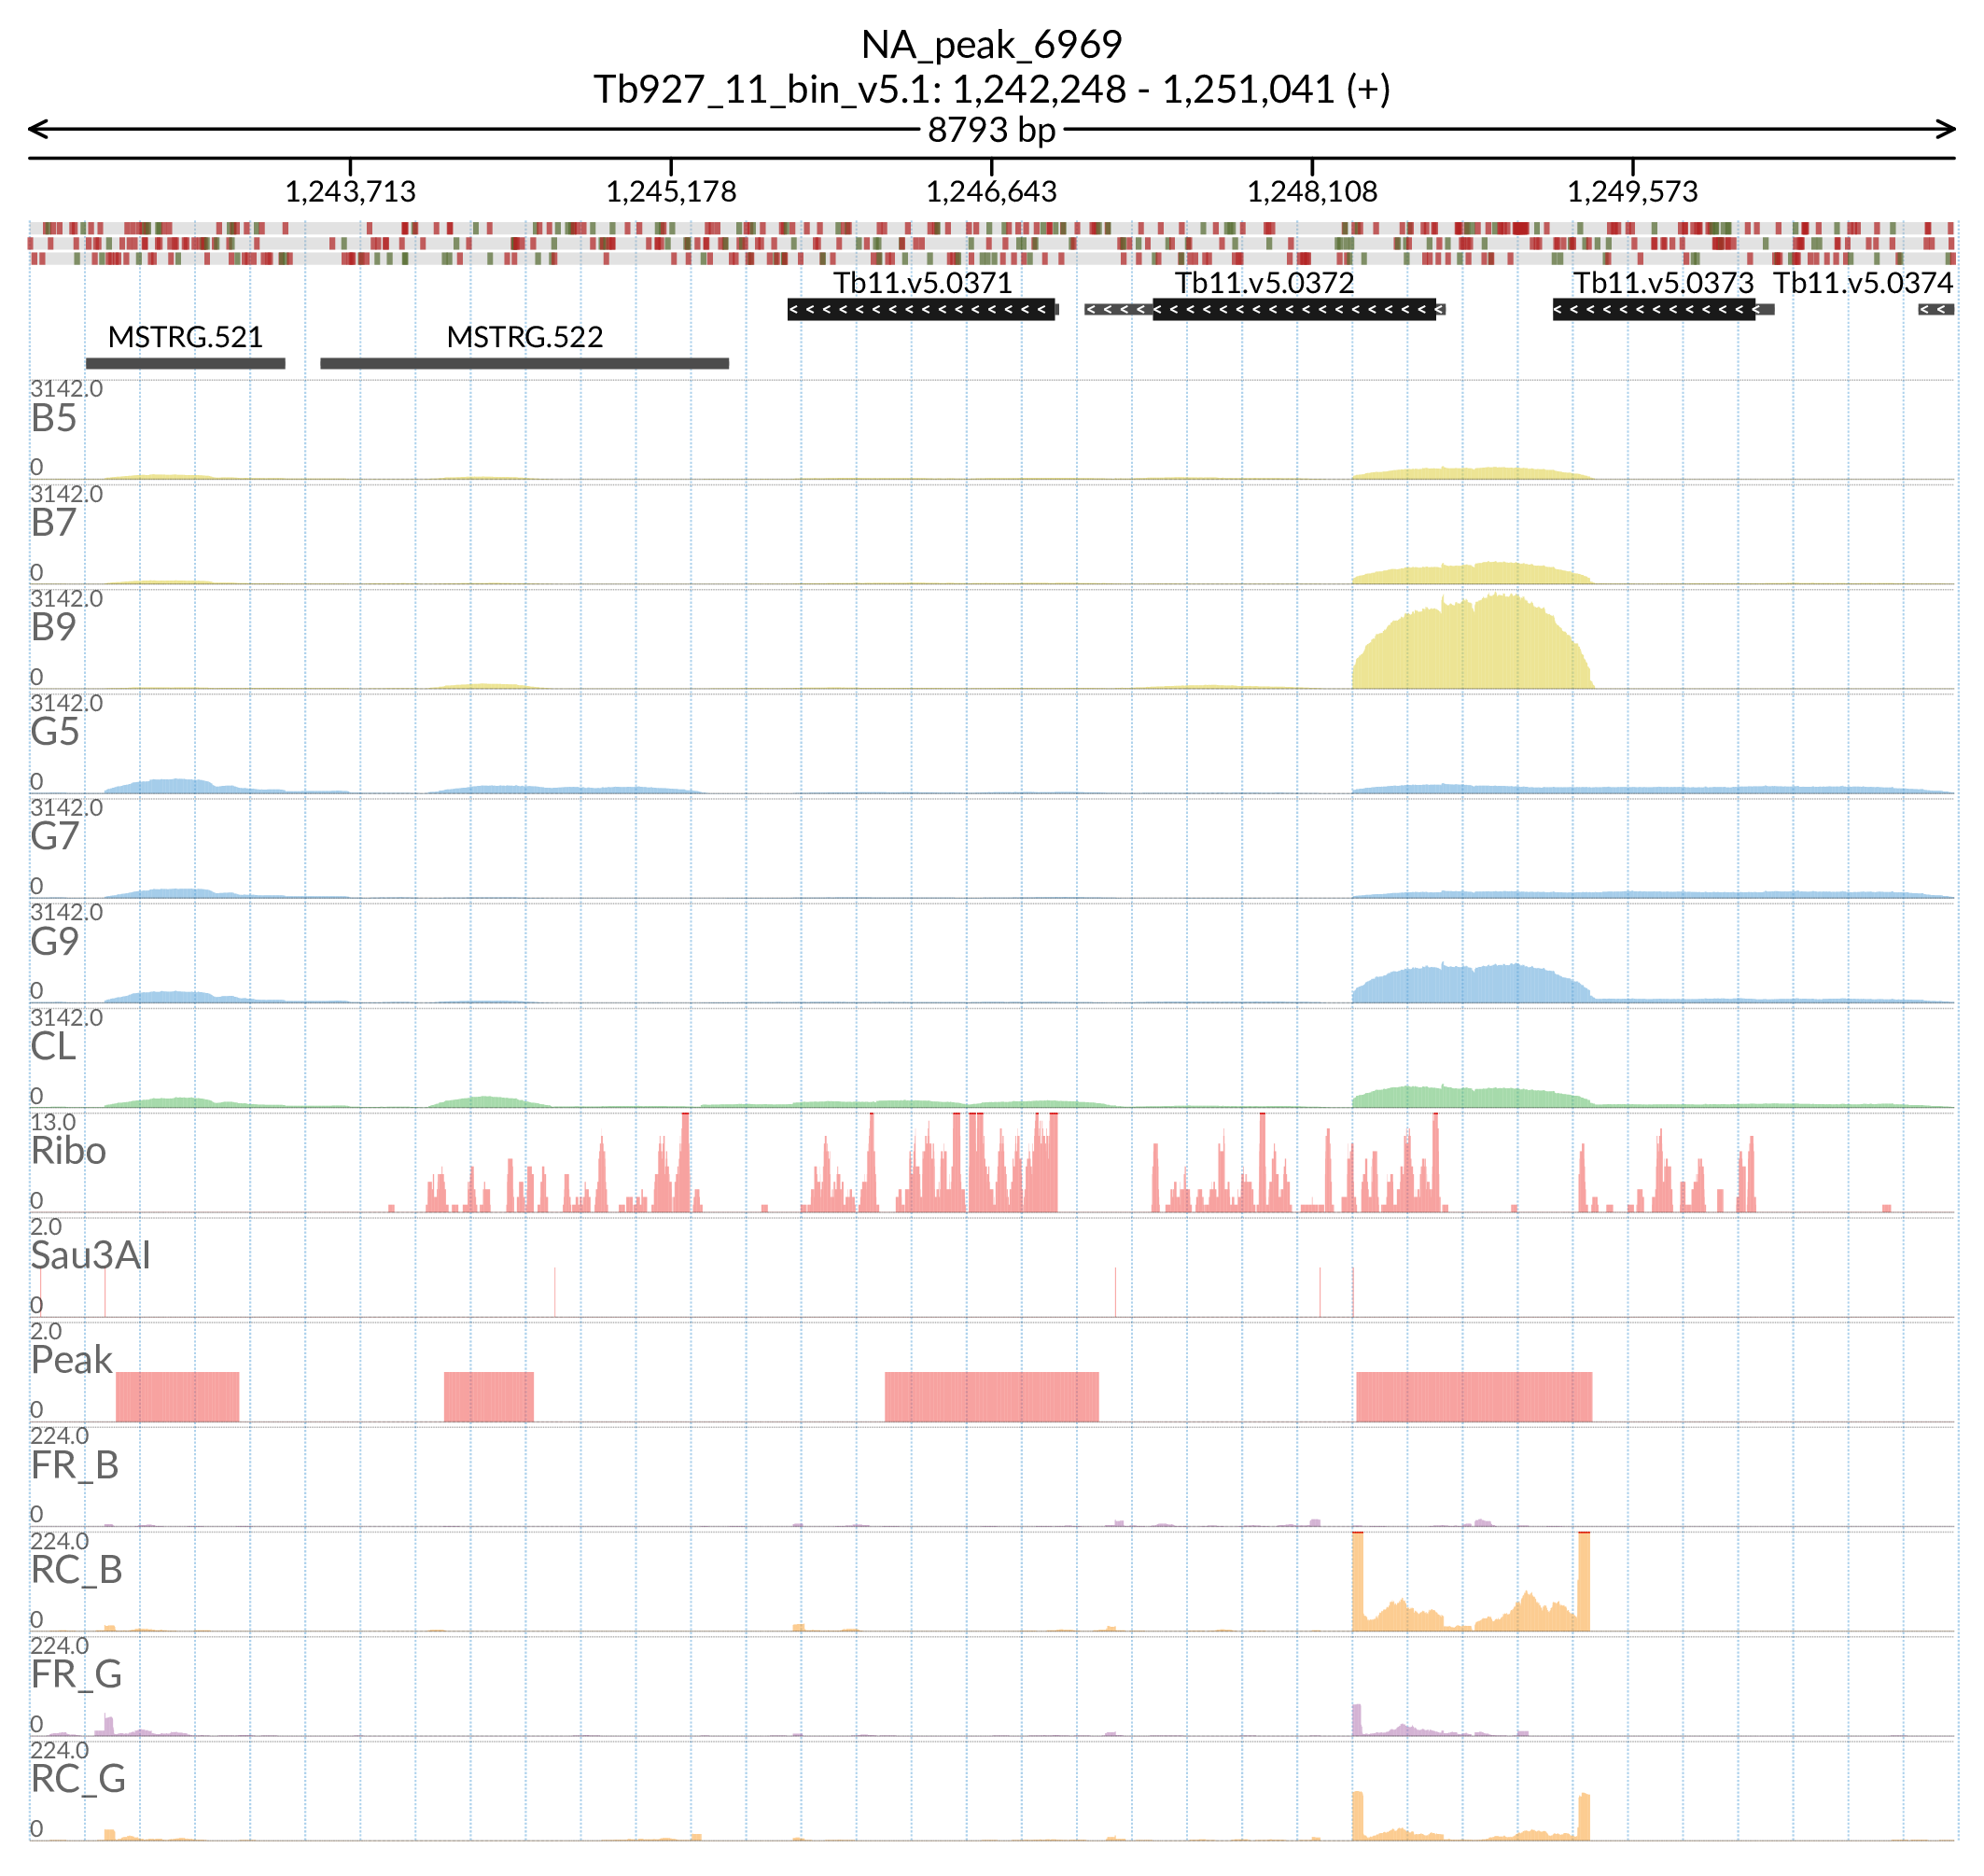 NA_peak_6969
Tb927_11_bin_v5.1: 1,242,248 - 1,251,041 (+)
8793 bp
1,243,713 1,245,178 1,246,643 1,248,108 1,249,573
Tb11.v5.0371 Tb11.v5.0372 Tb11.v5.0373 Tb11.v5.0374
MSTRG.521 MSTRG.522
3142.0
B5
0
3142.0
B7
0
3142.0
B9
0
3142.0
G5
0
3142.0
G7
0
3142.0
G9
0
3142.0
CL
0
13.0
Ribo
0
2.0
Sau3AI
0
2.0
Peak
0
224.0
FR_B
0
224.0
RC_B
0
224.0
FR_G
0
224.0
RC_G
0